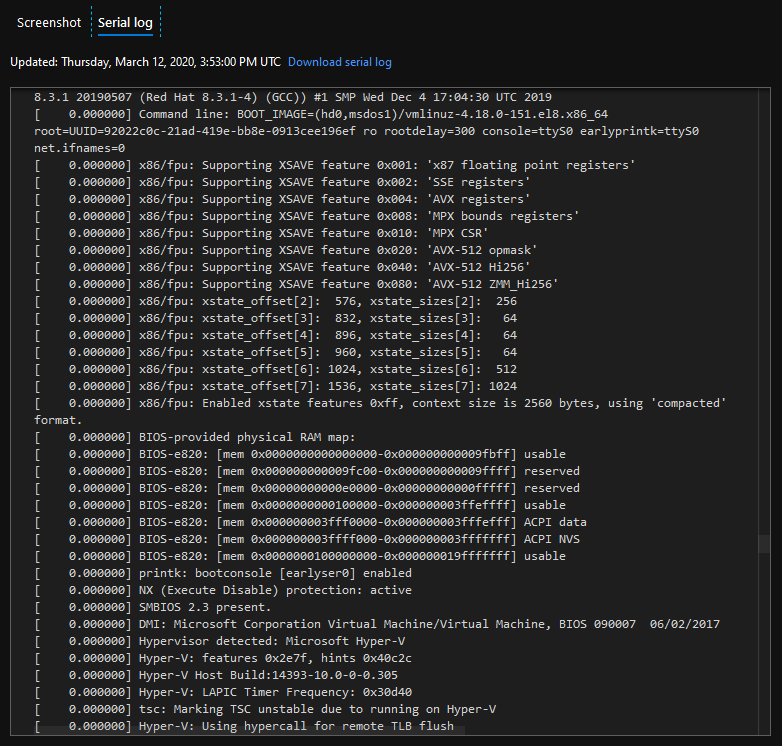 Screenshot
Serial log
Updated: Thursday, March 12, 2020, 3:53:00 PM UTC Download serial log
8.3.1 20190507 (Red Hat 8.3.1-4) (GCC)) #1 SMP Wed Dec 4 17:04:30 UTC 2019
[    0.000000] Command line: BOOT_IMAGE=(hd0,msdos1)/vmlinuz-4.18.0-151.el8.x86_64
root=UUID=92022c0c-21ad-419e-bb8e-0913cee196ef ro rootdelay=300 console=ttyS0 earlyprintk=ttyS0
net.ifnames=0
[    0.000000] x86/fpu: Supporting XSAVE feature 0x001: 'x87 floating point registers'
[    0.000000] x86/fpu: Supporting XSAVE feature 0x002: 'SSE registers'
[    0.000000] x86/fpu: Supporting XSAVE feature 0x004: 'AVX registers'
[    0.000000] x86/fpu: Supporting XSAVE feature 0x008: 'MPX bounds registers'
[    0.000000] x86/fpu: Supporting XSAVE feature 0x010: 'MPX CSR'
[    0.000000] x86/fpu: Supporting XSAVE feature 0x020: 'AVX-512 opmask'
[    0.000000] x86/fpu: Supporting XSAVE feature 0x040: 'AVX-512 Hi256'
[    0.000000] x86/fpu: Supporting XSAVE feature 0x080: 'AVX-512 ZMM_Hi256'
[    0.000000] x86/fpu: xstate_offset[2]:  576, xstate_sizes[2]:  256
[    0.000000] x86/fpu: xstate_offset[3]:  832, xstate_sizes[3]:   64
[    0.000000] x86/fpu: xstate_offset[4]:  896, xstate_sizes[4]:   64
[    0.000000] x86/fpu: xstate_offset[5]:  960, xstate_sizes[5]:   64
[    0.000000] x86/fpu: xstate_offset[6]: 1024, xstate_sizes[6]:  512
[    0.000000] x86/fpu: xstate_offset[7]: 1536, xstate_sizes[7]: 1024
[    0.000000] x86/fpu: Enabled xstate features 0xff, context size is 2560 bytes, using 'compacted'
format.
[    0.000000] BIOS-provided physical RAM map:
[    0.000000] BIOS-e820: [mem 0x0000000000000000-0x000000000009fbff] usable
[    0.000000] BIOS-e820: [mem 0x000000000009fc00-0x000000000009ffff] reserved
[    0.000000] BIOS-e820: [mem 0x00000000000e0000-0x00000000000fffff] reserved
[    0.000000] BIOS-e820: [mem 0x0000000000100000-0x000000003ffeffff] usable
[    0.000000] BIOS-e820: [mem 0x000000003fff0000-0x000000003fffefff] ACPI data
[    0.000000] BIOS-e820: [mem 0x000000003ffff000-0x000000003fffffff] ACPI NVS
[    0.000000] BIOS-e820: [mem 0x0000000100000000-0x000000019fffffff] usable
[    0.000000] printk: bootconsole [earlyser0] enabled
[    0.000000] NX (Execute Disable) protection: active
[    0.000000] SMBIOS 2.3 present.
[    0.000000] DMI: Microsoft Corporation Virtual Machine/Virtual Machine, BIOS 090007  06/02/2017
[    0.000000] Hypervisor detected: Microsoft Hyper-V
[    0.000000] Hyper-V: features 0x2e7f, hints 0x40c2c
[    0.000000] Hyper-V Host Build:14393-10.0-0-0.305
[    0.000000] Hyper-V: LAPIC Timer Frequency: 0x30d40
[    0.000000] tsc: Marking TSC unstable due to running on Hyper-V
[    0.000000] Hyper-V: Using hypercall for remote TLB flush